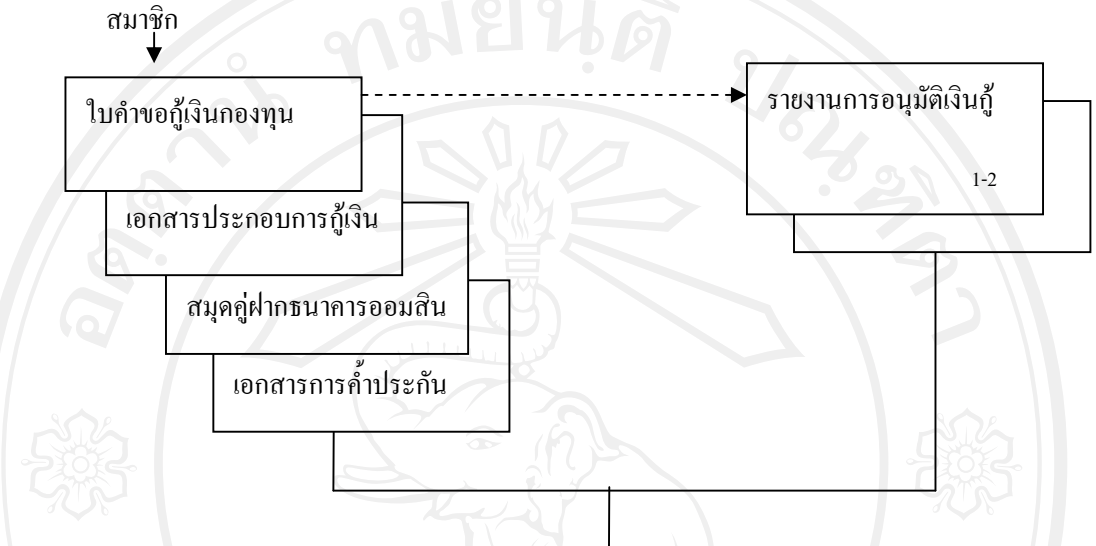 สมาชิก
ใบคำขอกู้เงินกองทุน
รายงานการอนุมัติเงินกู้
1-2
เอกสารประกอบการกู้เงิน
สมุดคู่ฝากธนาคารออมสิน
เอกสารการค้ำประกัน